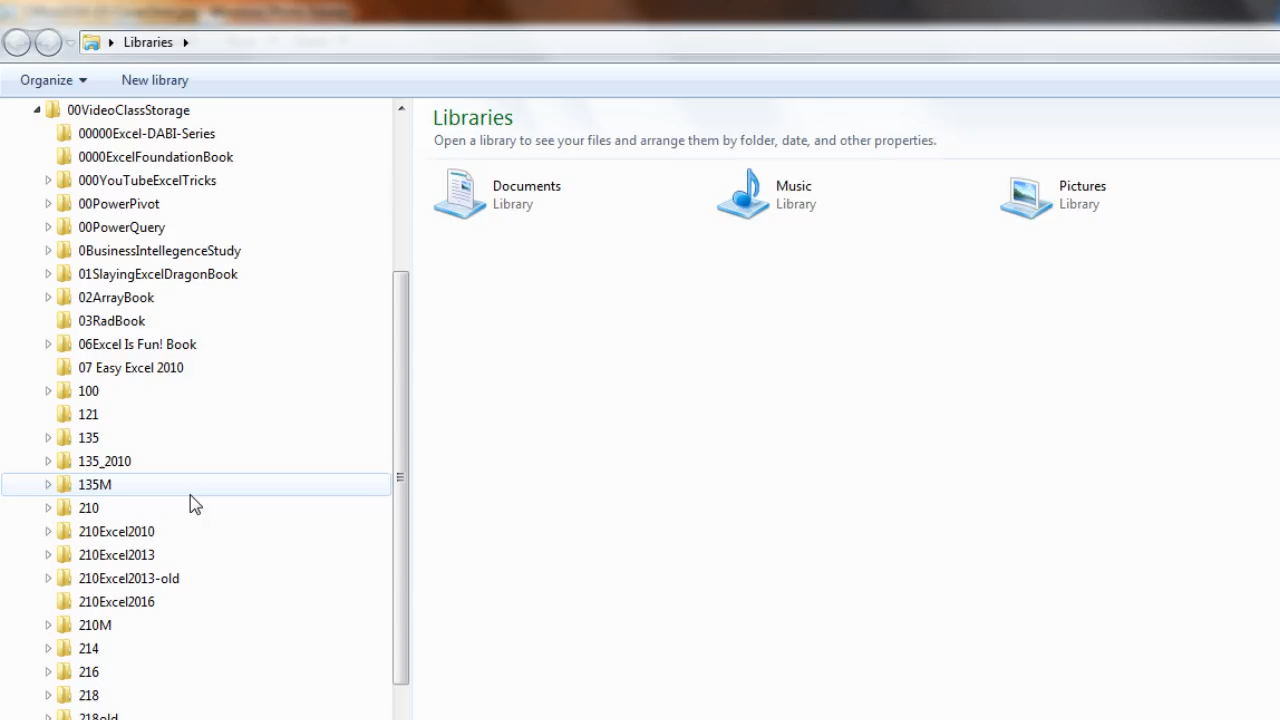 Libraries
Organize
New library
00VideoClassStorage
00000Excel-DABI-Series
0000ExcelFoundationBook
000YouTubeExcelTricks
00PowerPivot
00PowerQuery
0BusinessIntellegenceStudy
01SlayingExcelDragonBook
02ArrayBook
03RadBook
06Excel Is Fun! Book
07 Easy Excel 2010
100
121
135
135_2010
135M
210
210Excel2010
210Excel2013
210Excel2013-old
210Excel2016
210M
214
216
218
218old
Libraries
Open a library to see your files and arrange them by folder, date, and other properties.
Documents
Library
Music
Library
Pictures
Library